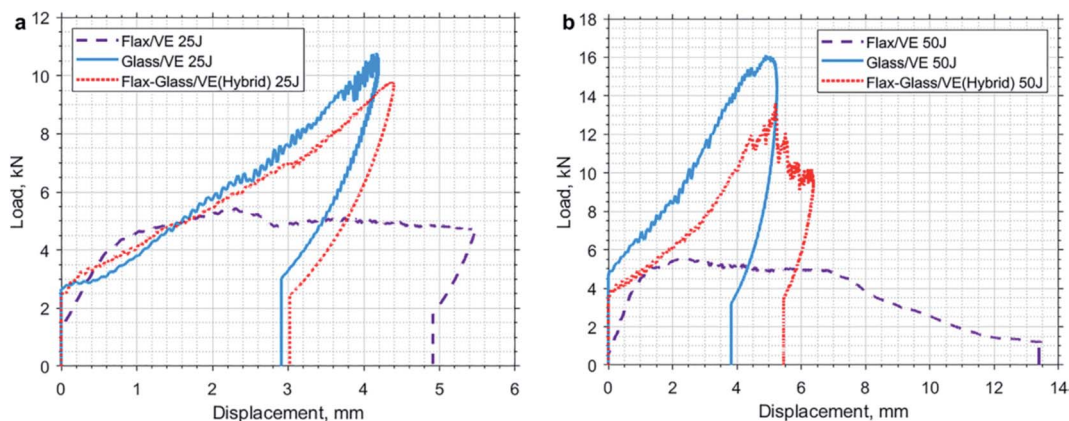 a
Flax/VE 25J
Glass/VE 25J
Flax-Glass/VE(Hybrid) 25J
12
10
8
6
4
2
0
Load, kN
0 1 2 3 4 5 6
Displacement, mm
b
Flax/VE 50J
Glass/VE 50J
Flax-Glass/VE(Hybrid) 50J
18
16
14
12
10
8
6
4
2
0
Load, kN
0 2 4 6 8 10 12 14
Displacement, mm